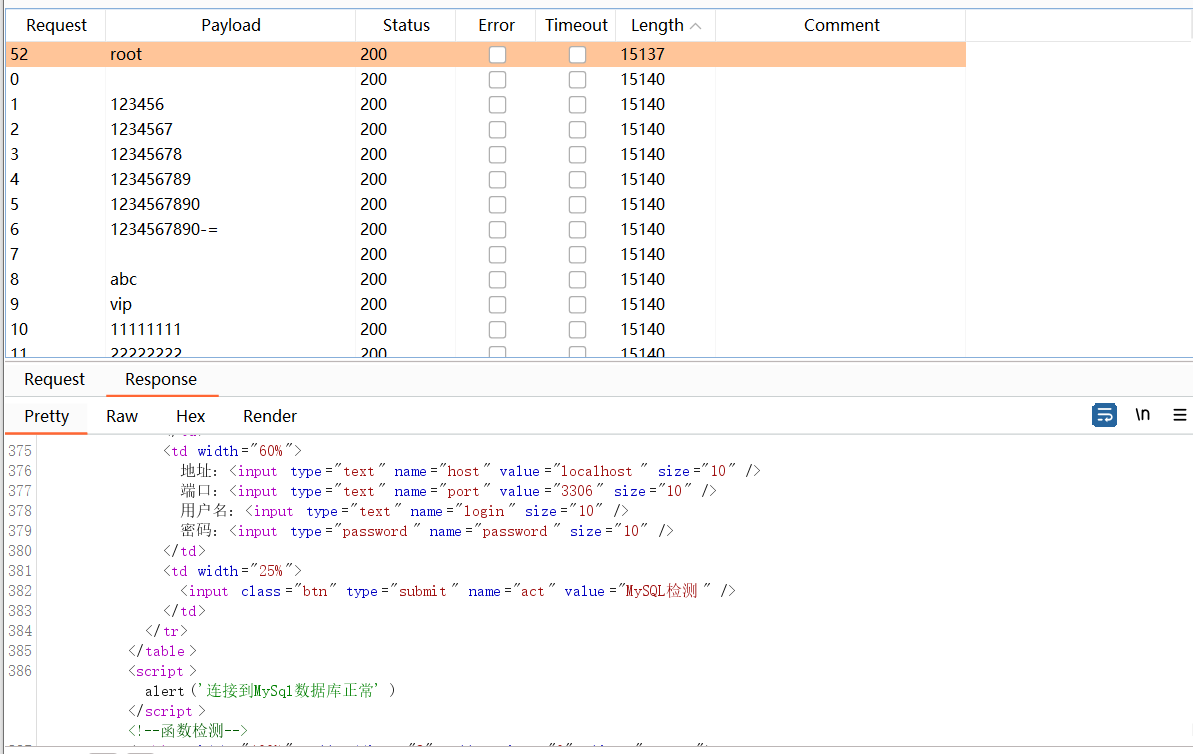 Request Payload Status Error Timeout Length Comment
52 root 200 15137
0 200 15140
1 123456 200 15140
2 1234567 200 15140
3 12345678 200 15140
4 123456789 200 15140
5 1234567890 200 15140
6 1234567890-= 200 15140
7 200 15140
8 abc 200 15140
9 vip 200 15140
10 11111111 200 15140
11 22222222 200 15140
Request Response
Pretty Raw Hex Render \n
375 <td width="60%">
376 地址: <input type="text" name="host" value="localhost" size="10" />
377 端口: <input type="text" name="port" value="3306" size="10" />
378 用户名: <input type="text" name="login" size="10" />
379 密码: <input type="password" name="password" size="10" />
380 </td>
381 <td width="25%">
382 <input class="btn" type="submit" name="act" value="MySQL检测" />
383 </td>
384 </tr>
385 </table>
386 <script>
alert('连接到MySql数据库正常')
</script>
<!--函数检测-->